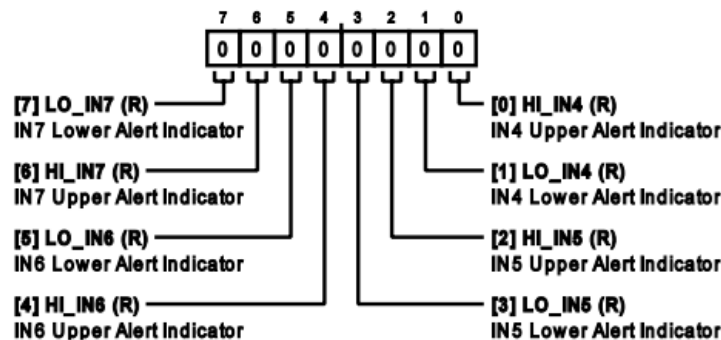 7 6 5 4 3 2 1 0
0 0 0 0 0 0 0 0
[7] LO_IN7 (R)
IN7 Lower Alert Indicator
[6] HI_IN7 (R)
IN7 Upper Alert Indicator
[5] LO_IN6 (R)
IN6 Lower Alert Indicator
[4] HI_IN6 (R)
IN6 Upper Alert Indicator
[0] HI_IN4 (R)
IN4 Upper Alert Indicator
[1] LO_IN4 (R)
IN4 Lower Alert Indicator
[2] HI_IN5 (R)
IN5 Upper Alert Indicator
[3] LO_IN5 (R)
IN5 Lower Alert Indicator